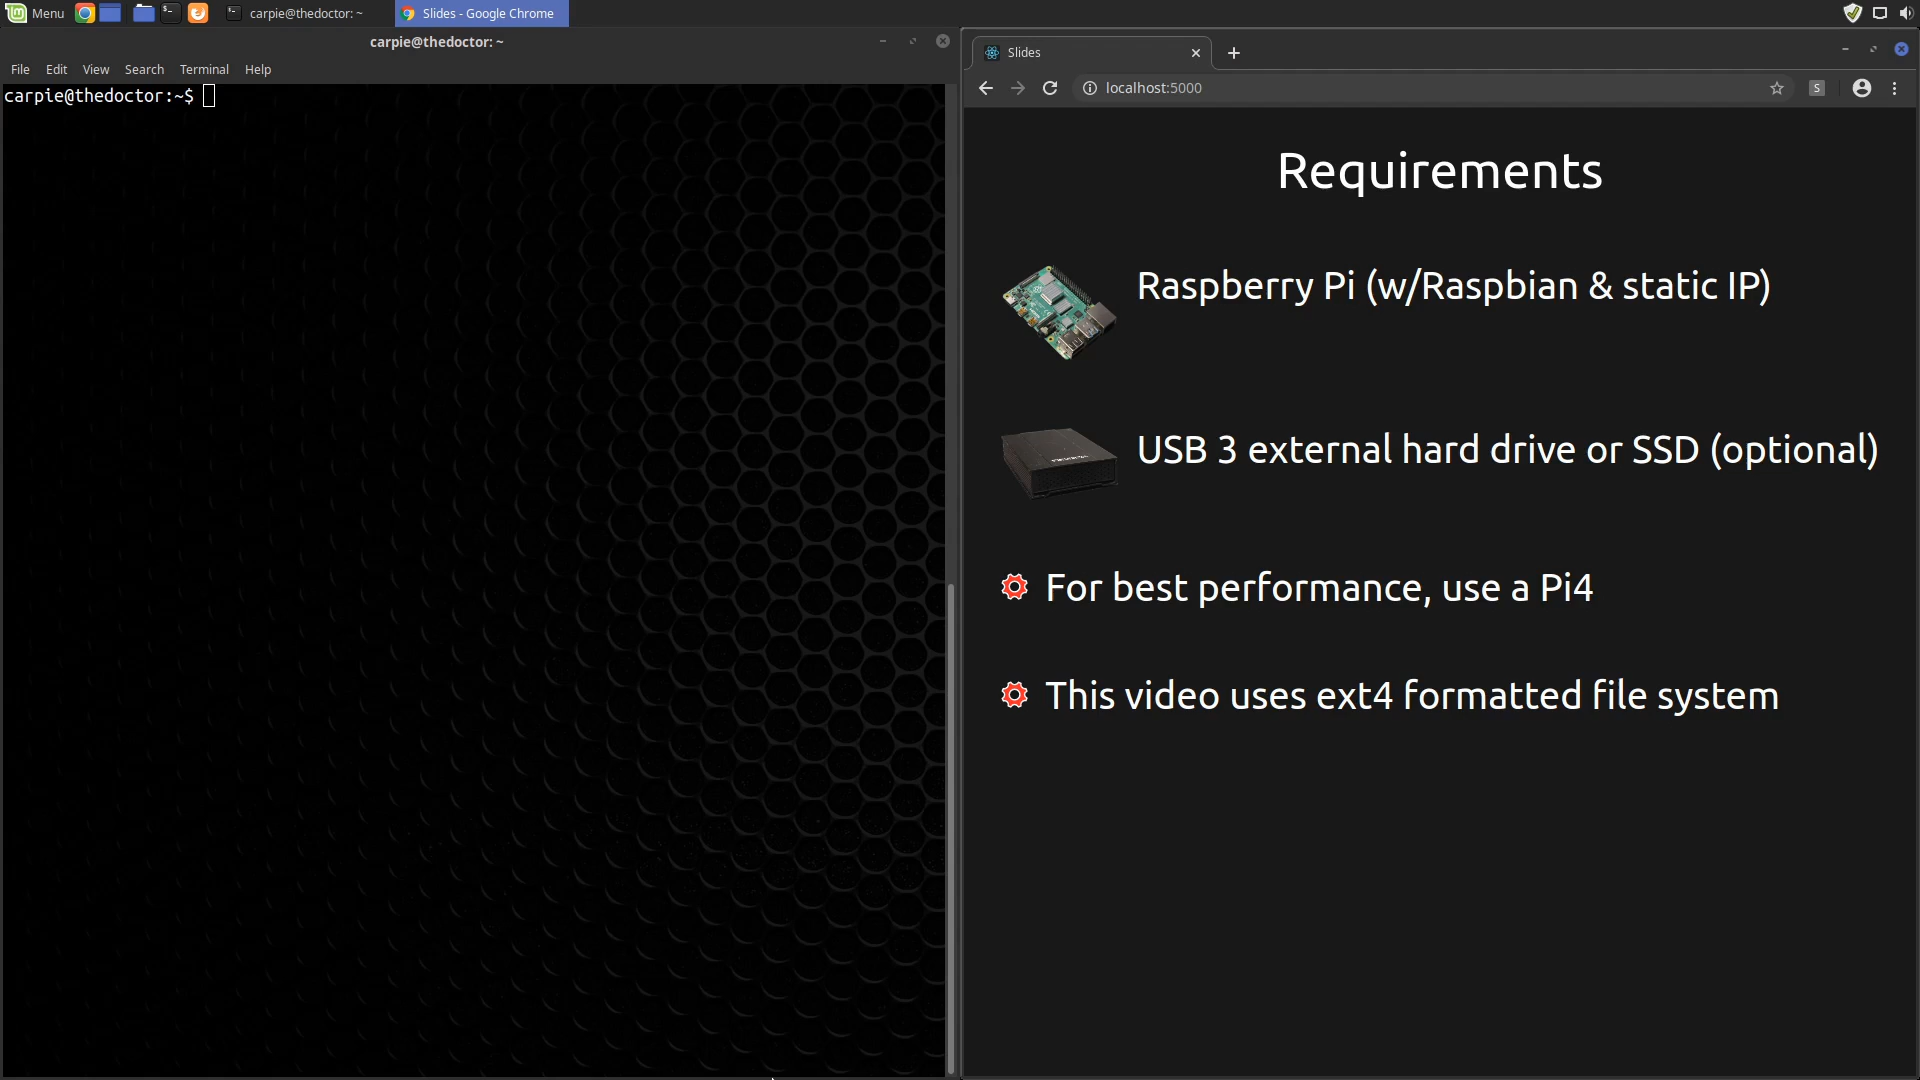 Menu
carpie@thedoctor: ~
Slides - Google Chrome
carpie@thedoctor: ~
File Edit View Search Terminal Help
carpie@thedoctor:~$
Slides
localhost:5000
S
Requirements
Raspberry Pi (w/Raspbian & static IP)
USB 3 external hard drive or SSD (optional)
For best performance, use a Pi4
This video uses ext4 formatted file system